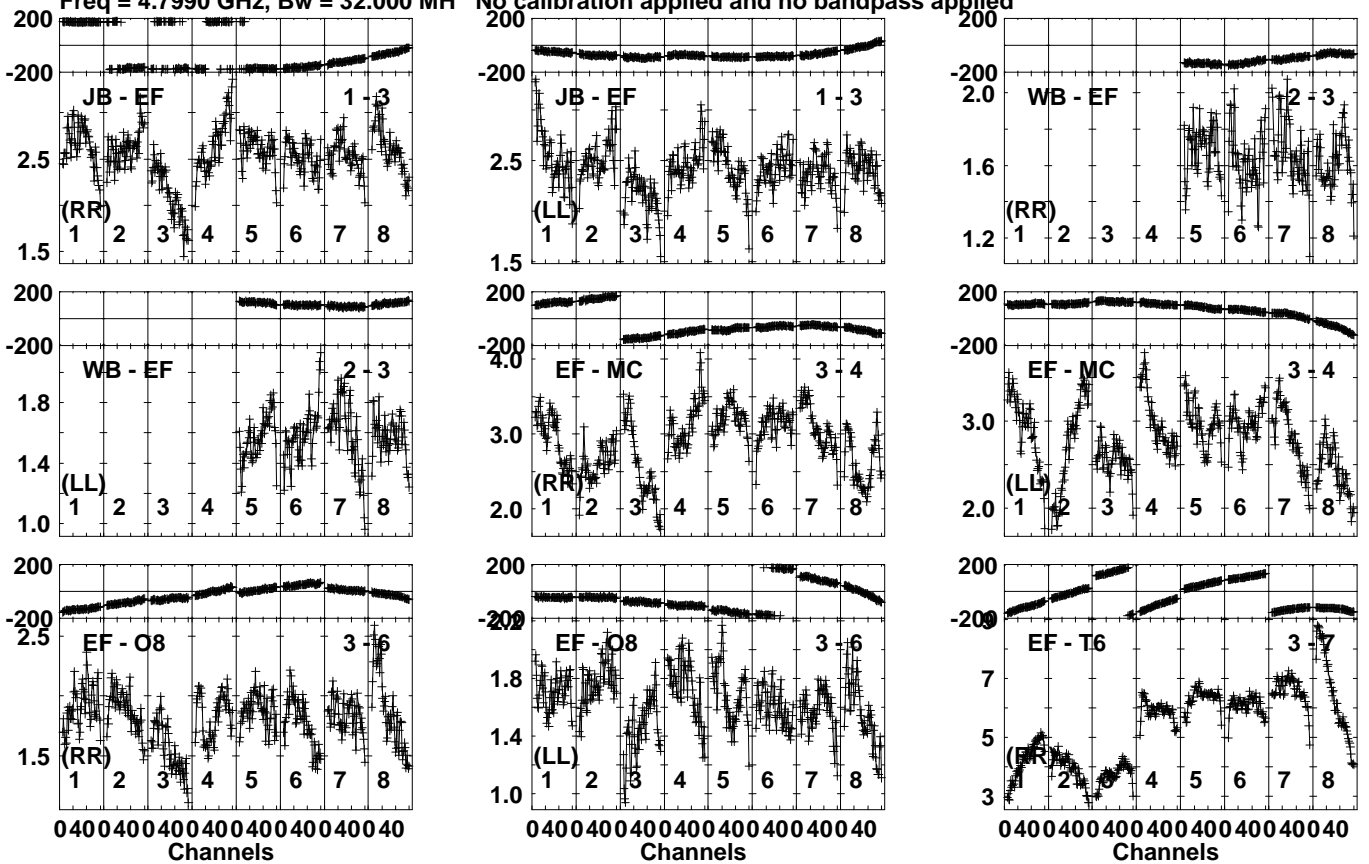 Freq = 4.7990 GHz, Bw = 32.000 MH No calibration applied and no bandpass applied
200 200 200
-200 -200 -200
JB - EF 1 - 3 JB - EF 1 - 3 2.0 WB - EF 2 - 3
2.5 2.5 1.6
(RR) (LL) (RR)
1 2 3 4 5 6 7 8 1 2 3 4 5 6 7 8 1.2 1 2 3 4 5 6 7 8
1.5 1.5
200 200 200
-200 -200 -200
WB - EF 2 - 3 4.0 EF - MC 3 - 4 EF - MC 3 - 4
1.8 3.0 3.0
1.4
(LL) (RR) (LL)
1 2 3 4 5 6 7 8 2.0 1 2 3 4 5 6 7 8 2.0 1 2 3 4 5 6 7 8
1.0
200 200 200
-200 -200 -200
2.5 EF - O8 3 - 6 2.2 EF - O8 3 - 6 9 EF - T6 3 - 7
1.8 7
1.5 1.4 5
(RR) (LL) (RR)
1 2 3 4 5 6 7 8 1 2 3 4 5 6 7 8 1 2 3 4 5 6 7 8
1.0 3
0 40 0 40 0 40 0 40 0 40 0 40 0 40 0 40 0 40 0 40 0 40 0 40 0 40 0 40 0 40 0 40 0 40 0 40 0 40 0 40 0 40 0 40 0 40 0 40
Channels Channels Channels